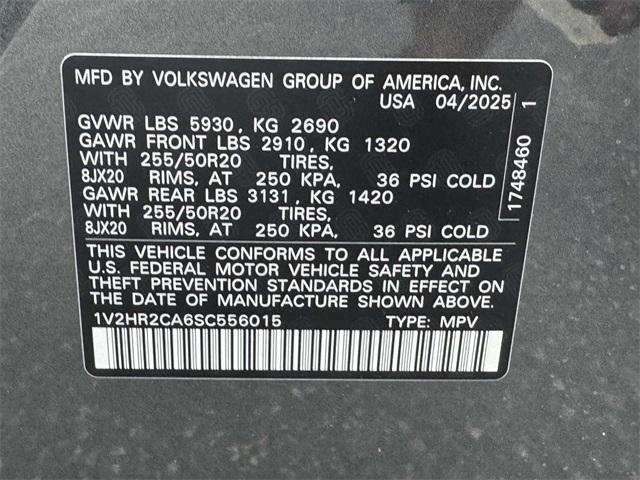 MFD BY VOLKSWAGEN GROUP OF AMERICA, INC.
USA 04/2025
GVWR LBS 5930, KG 2690
GAWR FRONT LBS 2910, KG 1320
WITH 255/50R20 TIRES,
8JX20 RIMS, AT 250 KPA, 36 PSI COLD
GAWR REAR LBS 3131, KG 1420
WITH 255/50R20 TIRES,
8JX20 RIMS, AT 250 KPA, 36 PSI COLD
THIS VEHICLE CONFORMS TO ALL APPLICABLE
U.S. FEDERAL MOTOR VEHICLE SAFETY AND
THEFT PREVENTION STANDARDS IN EFFECT ON
THE DATE OF MANUFACTURE SHOWN ABOVE.
1V2HR2CA6SC556015 TYPE: MPV
1748460 1